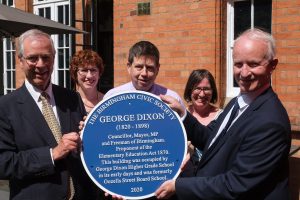 THE BIRMINGHAM CIVIC SOCIETY
GEORGE DIXON
(1820 - 1898)
Councillor, Mayor, MP
and Freeman of Birmingham.
Proponent of the
Elementary Education Act 1870.
This building was occupied by
George Dixon Higher Grade School
in its early days and was formerly
Oozells Street Board School
2020